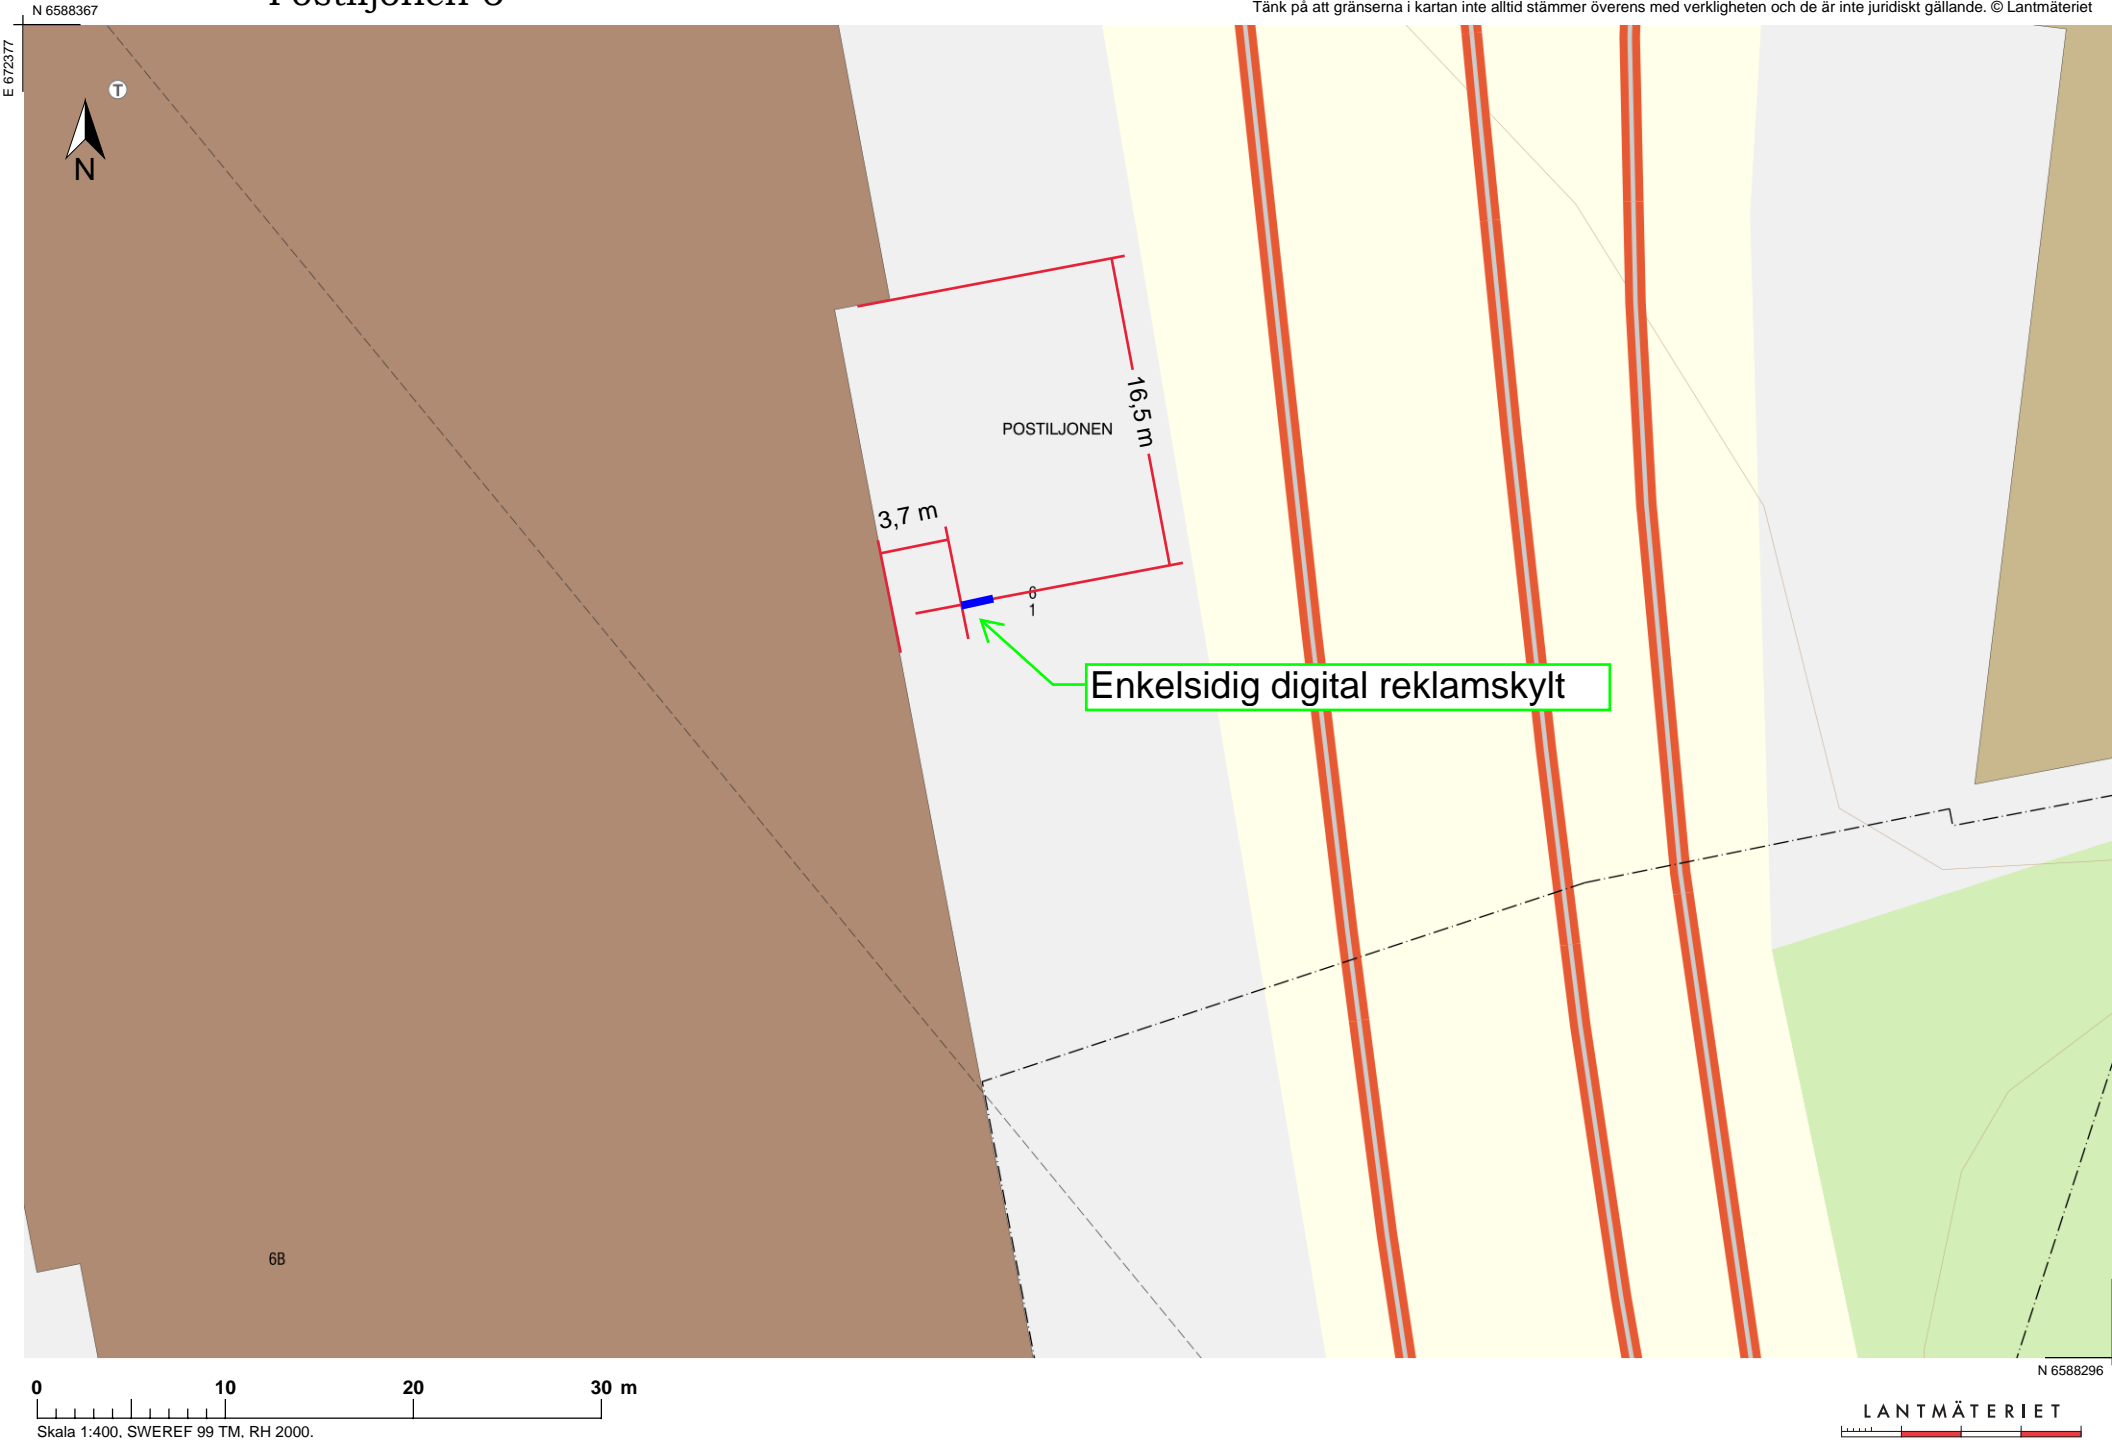 N 6588367
Tänk på att gränserna i kartan inte alltid stämmer överens med verkligheten och de är inte juridiskt gällande. © Lantmäteriet
E 672377
T
N
16,5 m
POSTILJONEN
3,7 m
6
1
Enkelsidig digital reklamskylt
6B
N 6588296
0 10 20 30 m
Skala 1:400, SWEREF 99 TM, RH 2000.
LANTMÄTERIET